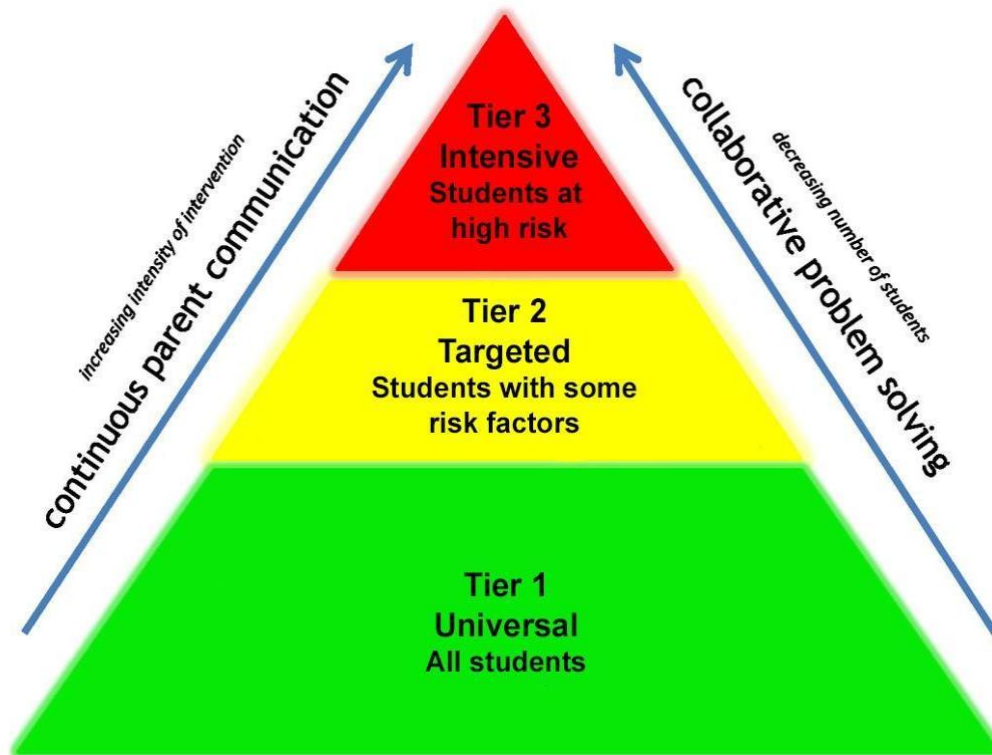 increasing intensity of intervention
continuous parent communication
decreasing number of students
collaborative problem solving
Tier 3
Intensive
Students at
high risk
Tier 2
Targeted
Students with some
risk factors
Tier 1
Universal
All students